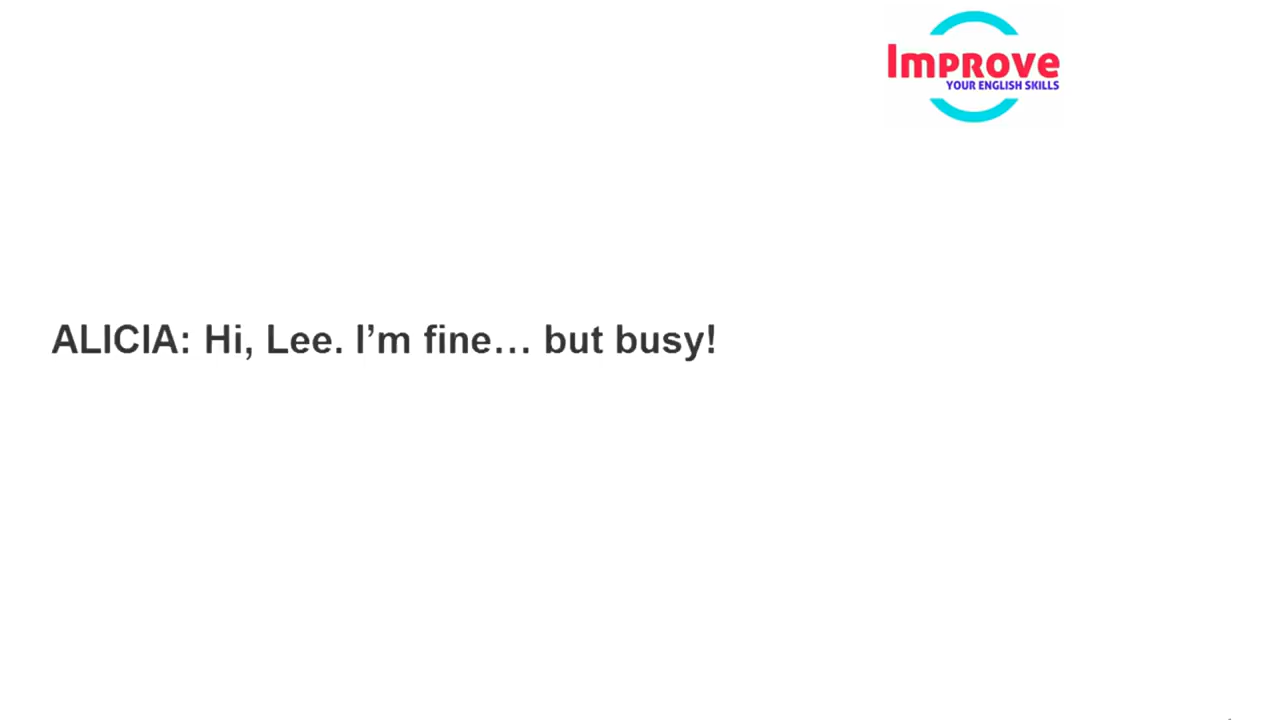 Improve
YOUR ENGLISH SKILLS
ALICIA: Hi, Lee. I’m fine… but busy!